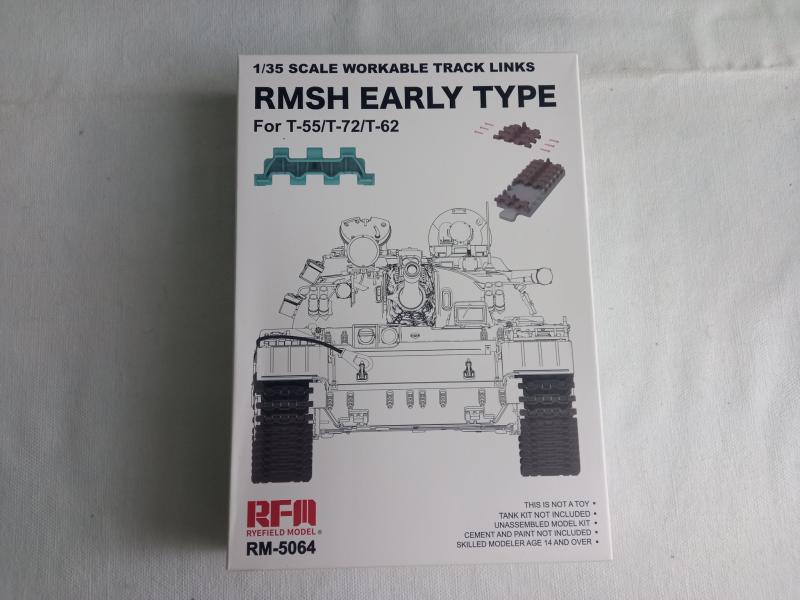 1/35 SCALE WORKABLE TRACK LINKS
RMSH EARLY TYPE
For T-55/T-72/T-62
RFM
RYEFIELD MODEL®
RM-5064
THIS IS NOT A TOY •
TANK KIT NOT INCLUDED •
UNASSEMBLED MODEL KIT •
CEMENT AND PAINT NOT INCLUDED •
SKILLED MODELER AGE 14 AND OVER •